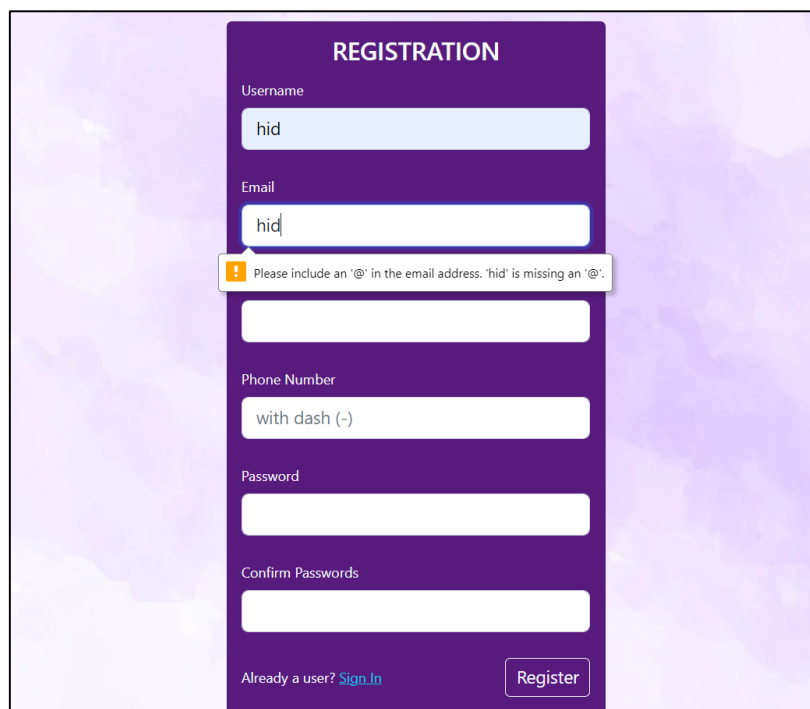 REGISTRATION
Username
hid
Email
hid
Please include an '@' in the email address. 'hid' is missing an '@'.
Phone Number
with dash (-)
Password
Confirm Passwords
Already a user? Sign In
Register